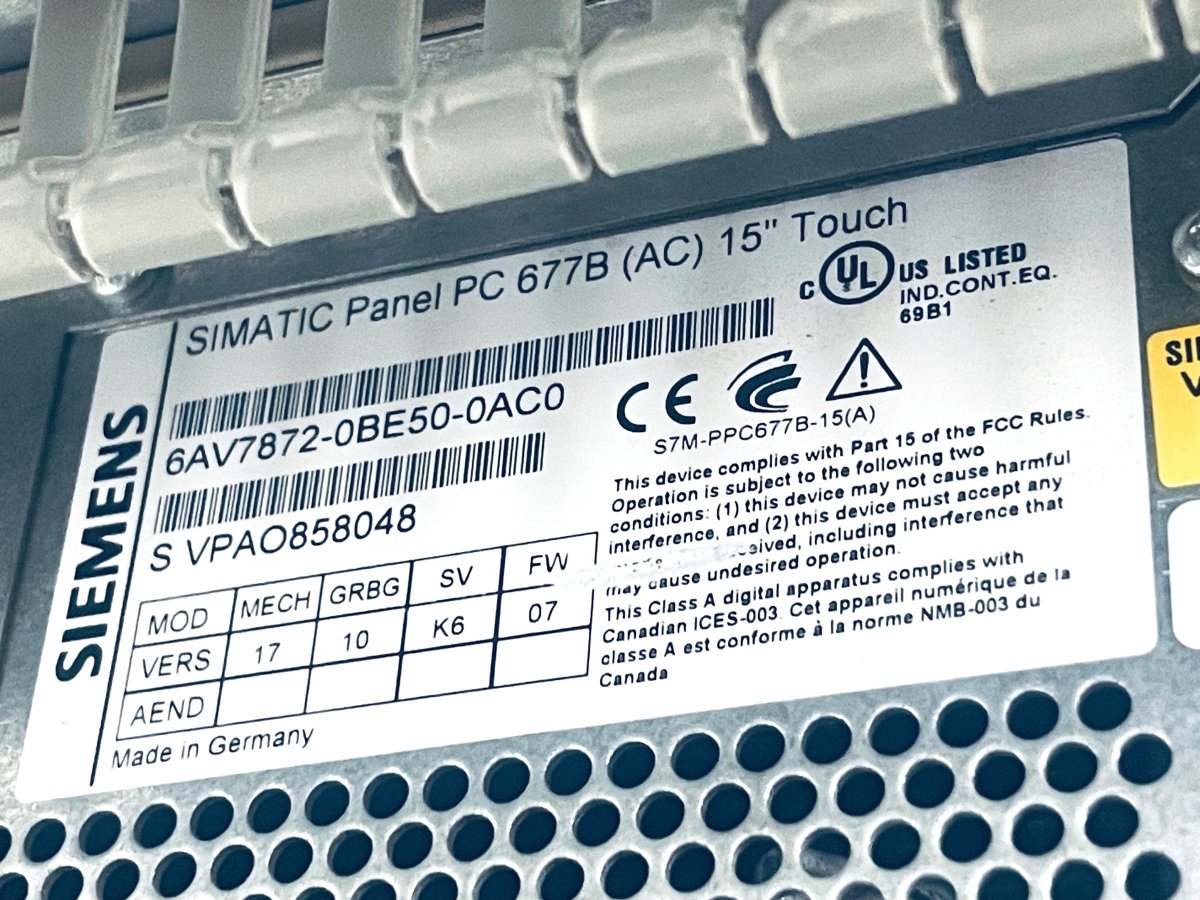 SIEMENS
SIMATIC Panel PC 677B (AC) 15" Touch
6AV7872-0BE50-0AC0
S VPAO858048
MOD MECH GRBG SV FW
VERS 17 10 K6 07
AEND
Made in Germany
C UL US LISTED
IND.CONT.EQ.
69B1
CE
S7M-PPC677B-15(A)
This device complies with Part 15 of the FCC Rules.
Operation is subject to the following two
conditions: (1) this device may not cause harmful
interference, and (2) this device must accept any
including interference that
may cause undesired operation.
This Class A digital apparatus complies with
Canadian ICES-003. Cet appareil numérique de la
classe A est conforme à la norme NMB-003 du
Canada